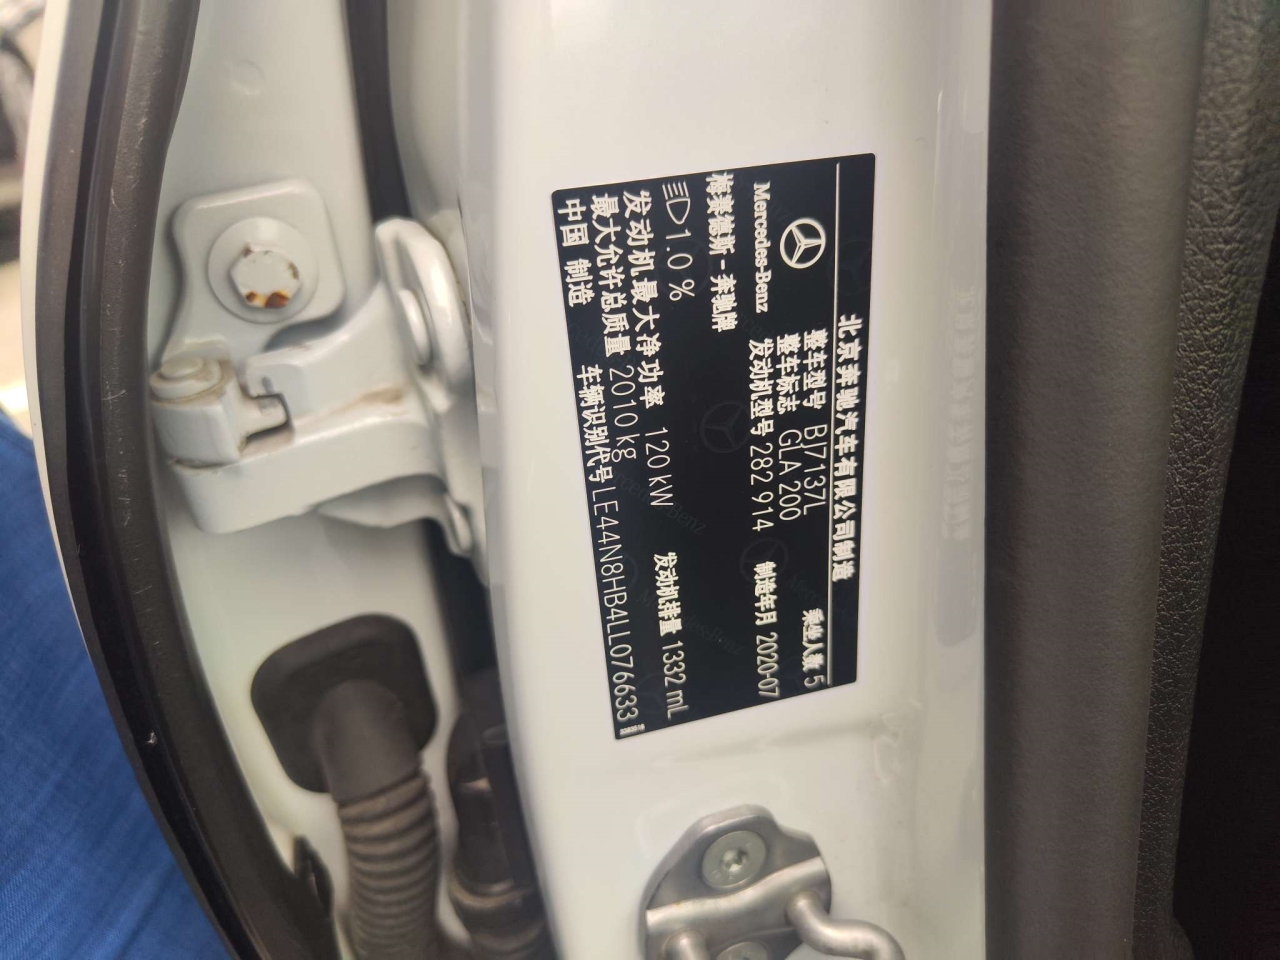 北京奔驰汽车有限公司制造
Mercedes-Benz
梅赛德斯-奔驰牌
整车型号 BJ7137L
乘坐人数 5
整车标志 GLA 200
发动机型号 282 914
制造年月 2020-07
1.0 %
发动机最大净功率 120 kW
发动机排量 1332 mL
最大允许总质量 2010 kg
中国 制造
车辆识别代号 LE44N8HB4LL076633